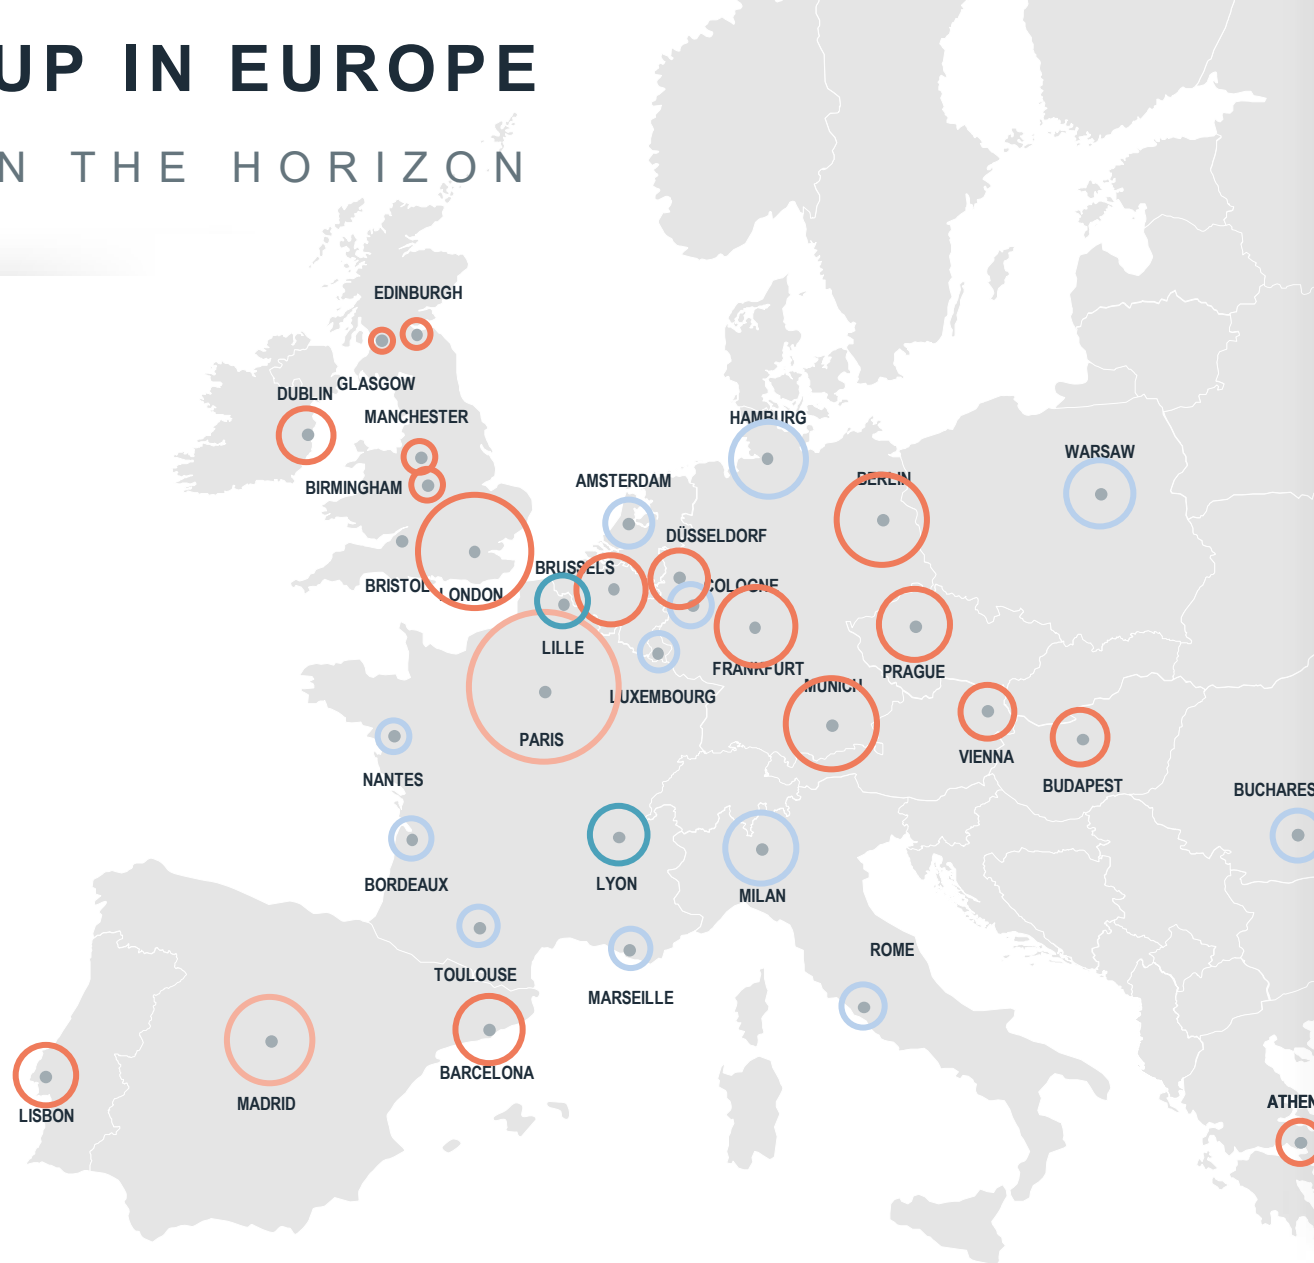 UP IN EUROPE
N THE HORIZON
EDINBURGH
GLASGOW
DUBLIN
MANCHESTER
HAMBURG
WARSAW
BERLIN
AMSTERDAM
BIRMINGHAM
DÜSSELDORF
BRUSSELS
BRISTOL
COLOGNE
LONDON
LILLE
FRANKFURT
PRAGUE
MUNICH
LUXEMBOURG
PARIS
VIENNA
NANTES
BUDAPEST
BUCHARES
BORDEAUX
LYON
MILAN
ROME
TOULOUSE
MARSEILLE
BARCELONA
MADRID
LISBON
ATHEN